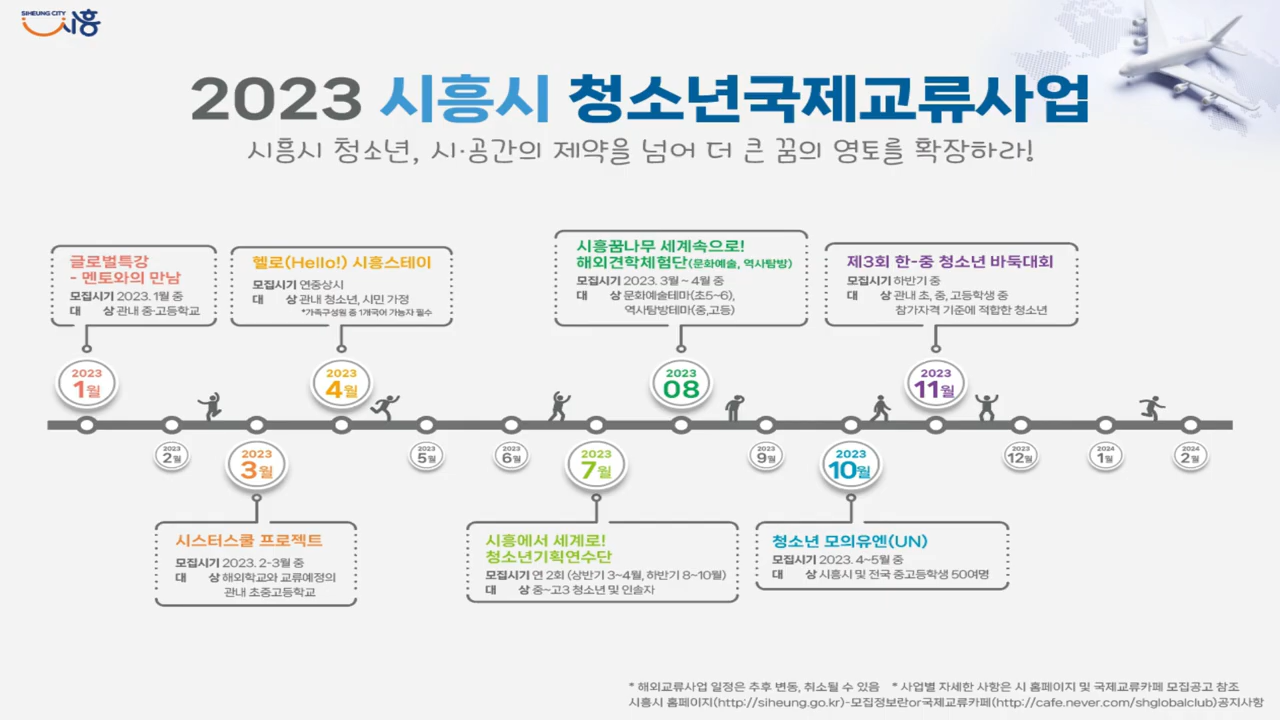 SIHEUNG CITY
시흥
2023 시흥시 청소년국제교류사업
시흥시 청소년, 시·공간의 제약을 넘어 더 큰 꿈의 영토를 확장하라!
글로벌특강
- 멘토와의 만남
모집시기 2023. 1월 중
대 상 관내 중·고등학교
헬로(Hello!) 시흥스테이
모집시기 연중상시
대 상 관내 청소년, 시민 가정
*가족구성원 중 1개국어 가능자 필수
시흥꿈나무 세계속으로!
해외견학체험단(문화예술, 역사탐방)
모집시기 2023. 3월 ~ 4월 중
대 상 문화예술테마(초5~6),
역사탐방테마(중,고등)
제3회 한-중 청소년 바둑대회
모집시기 하반기 중
대 상 관내 초, 중, 고등학생 중
참가자격 기준에 적합한 청소년
2023
1월
2023
4월
2023
08
2023
11월
2023
2월
2023
3월
2023
5월
2023
6월
2023
7월
2023
9월
2023
10월
2023
12월
2024
1월
2024
2월
시스터스쿨 프로젝트
모집시기 2023. 2-3월 중
대 상 해외학교와 교류예정의
관내 초중고등학교
시흥에서 세계로!
청소년기획연수단
모집시기 연 2회 (상반기 3~4월, 하반기 8~10월)
대 상 중~고3 청소년 및 인솔자
청소년 모의유엔(UN)
모집시기 2023. 4~5월 중
대 상 시흥시 및 전국 중고등학생 50여명
* 해외교류사업 일정은 추후 변동, 취소될 수 있음 * 사업별 자세한 사항은 시 홈페이지 및 국제교류카페 모집공고 참조
시흥시 홈페이지(http://siheung.go.kr)-모집정보란or국제교류카페(http://cafe.never.com/shglobalclub)공지사항